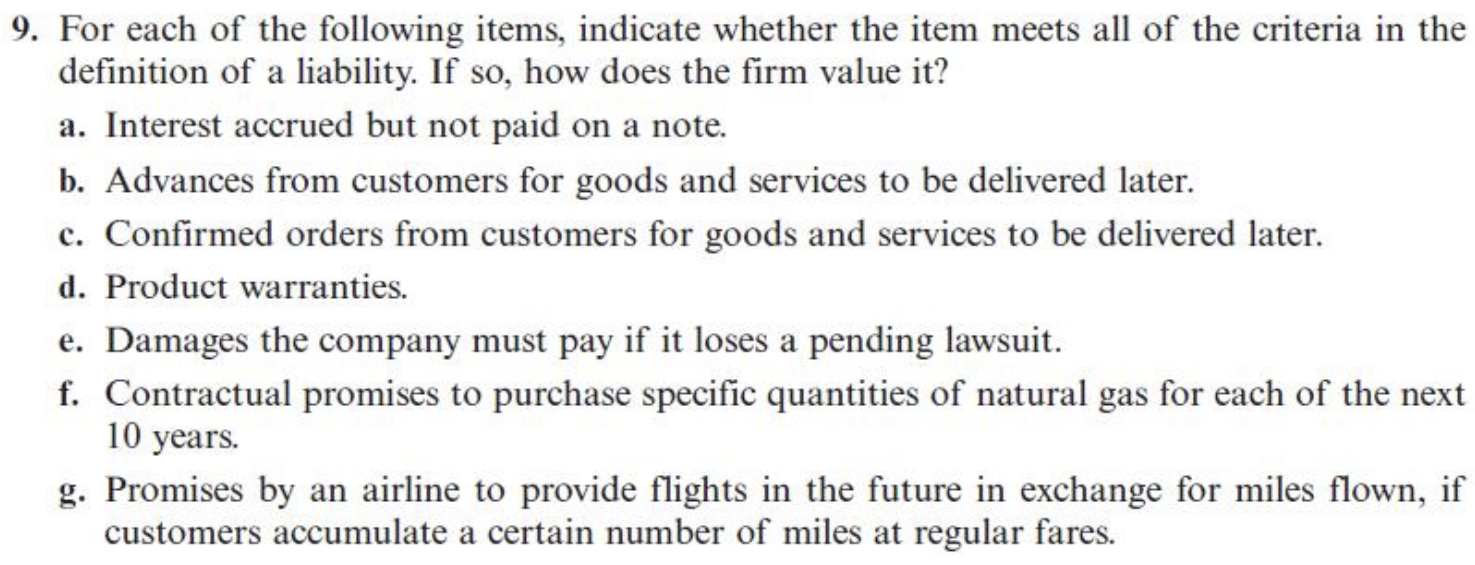 9. For each of the following items, indicate whether the item meets all of the criteria in the
definition of a liability. If so, how does the firm value it?
a. Interest accrued but not paid on a note.
b. Advances from customers for goods and services to be delivered later.
c. Confirmed orders from customers for goods and services to be delivered later.
d. Product warranties.
e. Damages the company must pay if it loses a pending lawsuit.
f. Contractual promises to purchase specific quantities of natural gas for each of the next
10 years.
g. Promises by an airline to provide flights in the future in exchange for miles flown, if
customers accumulate a certain number of miles at regular fares.